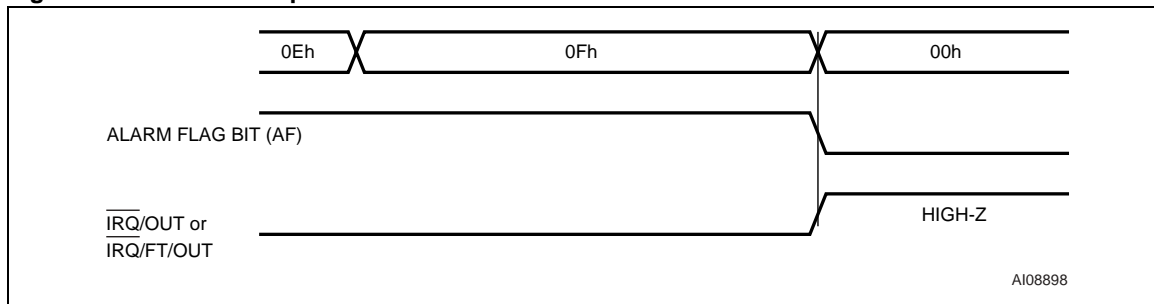 0Eh
0Fh
00h
ALARM FLAG BIT (AF)
IRQ/OUT or
IRQ/FT/OUT
HIGH-Z
AI08898